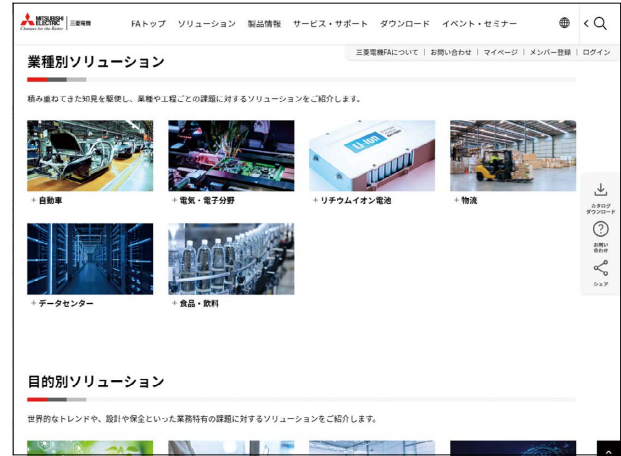 MITSUBISHI ELECTRIC
Changes for the Better
三菱電機
FAトップ ソリューション 製品情報 サービス・サポート ダウンロード イベント・セミナー
三菱電機FAについて | お問い合わせ | マイページ | メンバー登録 | ログイン
業種別ソリューション
積み重ねてきた知見を駆使し、業種や工程ごとの課題に対するソリューションをご紹介します。
Li-ion
+ 自動車 + 電気・電子分野 + リチウムイオン電池 + 物流
カタログ
ダウンロード
お問い
合わせ
シェア
+ データセンター + 食品・飲料
目的別ソリューション
世界的なトレンドや、設計や保全といった業務特有の課題に対するソリューションをご紹介します。